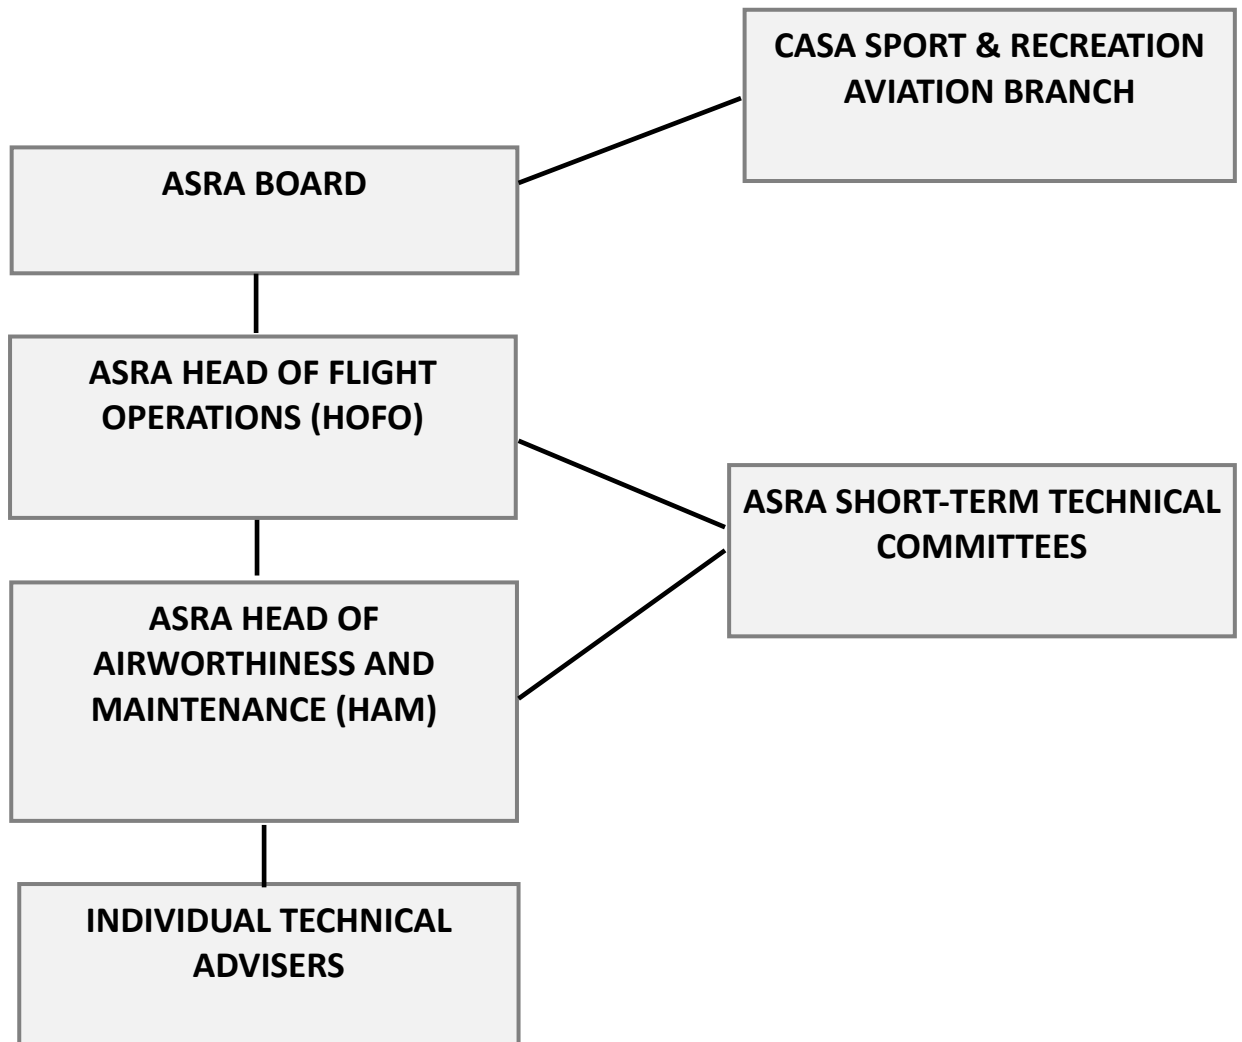 CASA SPORT & RECREATION
AVIATION BRANCH
ASRA BOARD
ASRA HEAD OF FLIGHT
OPERATIONS (HOFO)
ASRA SHORT-TERM TECHNICAL
COMMITTEES
ASRA HEAD OF
AIRWORTHINESS AND
MAINTENANCE (HAM)
INDIVIDUAL TECHNICAL
ADVISERS